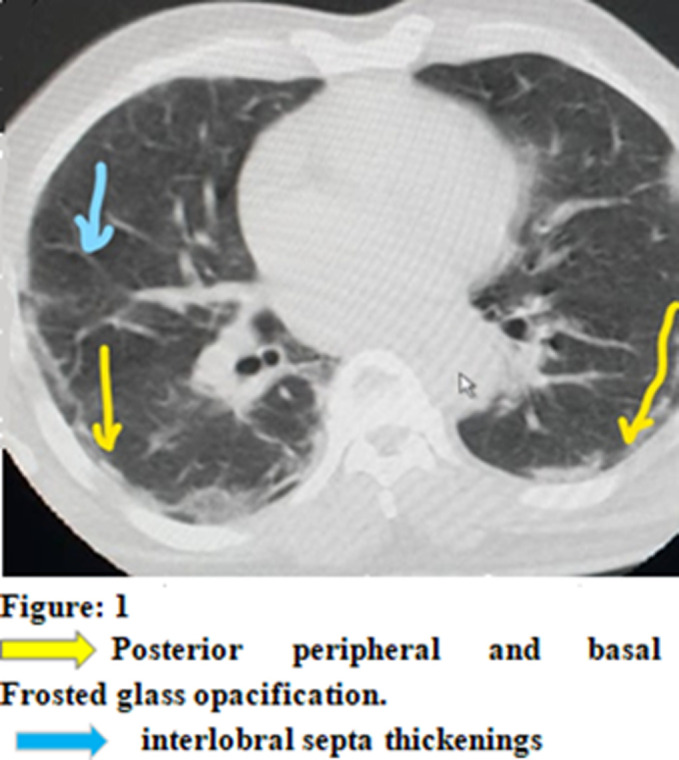 Figure: 1
Posterior peripheral and basal
Frosted glass opacification.
interlobral septa thickenings